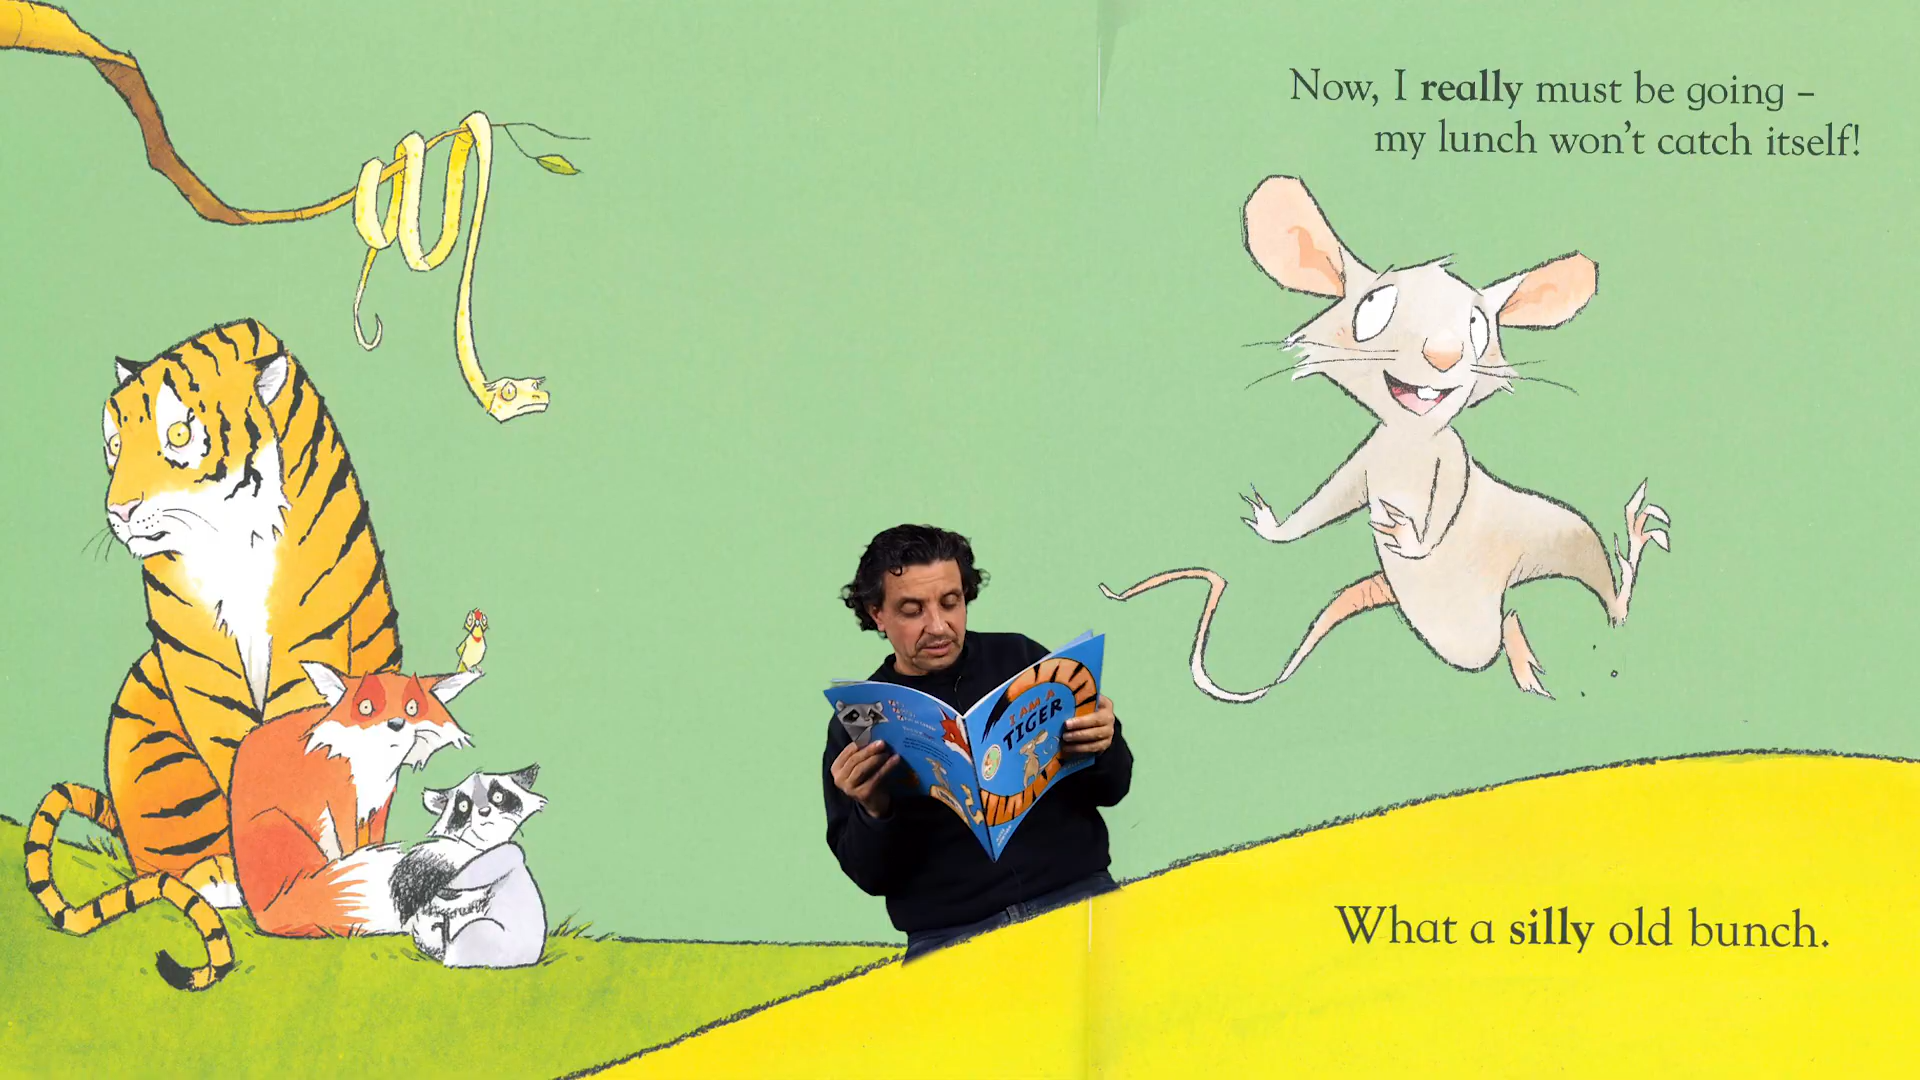 Now, I really must be going –
my lunch won't catch itself!
I AM A
TIGER
What a silly old bunch.